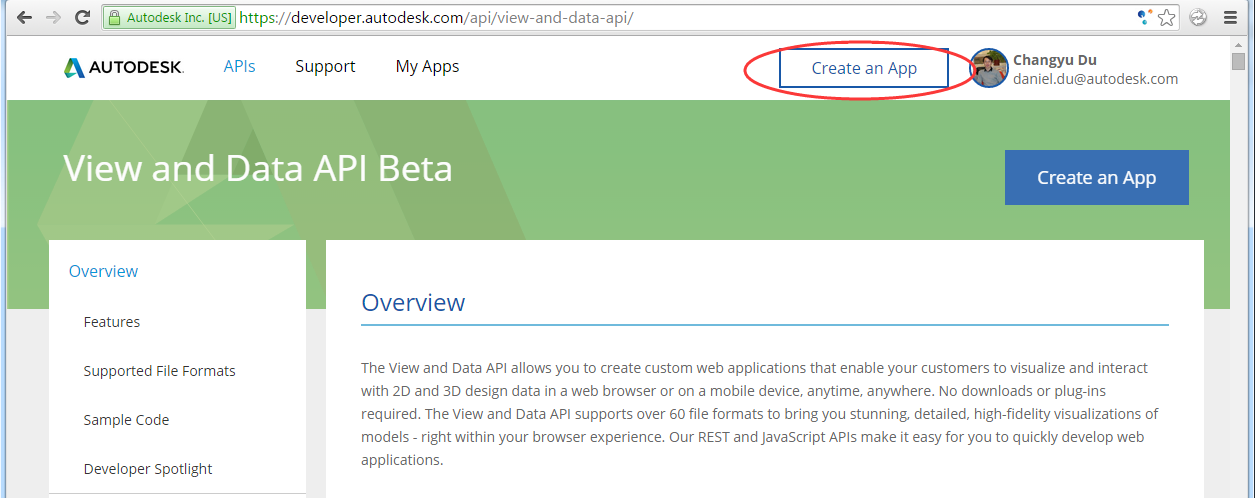 Autodesk Inc. [US] https://developer.autodesk.com/api/view-and-data-api/
AUTODESK. APIs Support My Apps Create an App Changyu Du
daniel.du@autodesk.com
View and Data API Beta
Create an App
Overview
Features
Supported File Formats
Sample Code
Developer Spotlight
Overview
The View and Data API allows you to create custom web applications that enable your customers to visualize and interact
with 2D and 3D design data in a web browser or on a mobile device, anytime, anywhere. No downloads or plug-ins
required. The View and Data API supports over 60 file formats to bring you stunning, detailed, high-fidelity visualizations of
models - right within your browser experience. Our REST and JavaScript APIs make it easy for you to quickly develop web
applications.